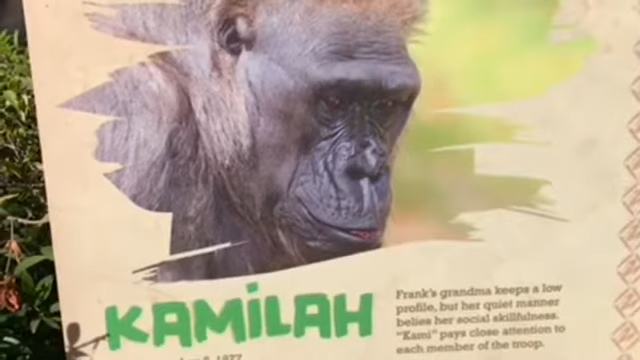 KAMILAH
Frank's grandma keeps a low
profile, but her quiet manner
belies her social skillfulness.
"Kami" pays close attention to
each member of the troop.
1977